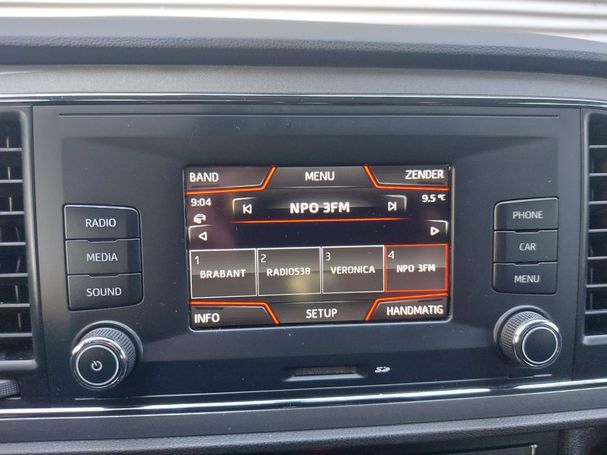 BAND MENU ZENDER
9:04 NPO 3FM 9.5 °C
1 BRABANT 2 RADIO538 3 VERONICA 4 NPO 3FM
INFO SETUP HANDMATIG
RADIO
MEDIA
SOUND
PHONE
CAR
MENU
SD